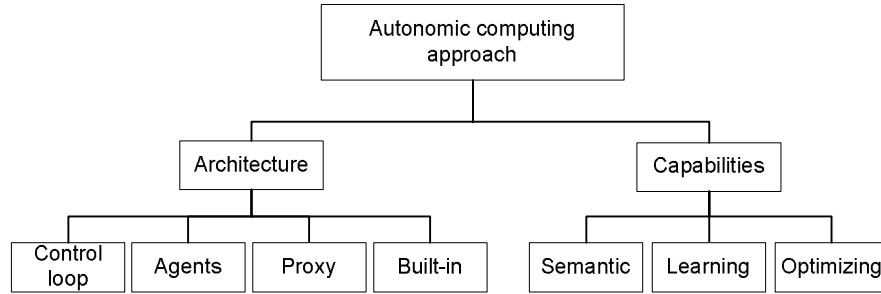 Autonomic computing
approach
Architecture
Capabilities
Control
loop
Agents
Proxy
Built-in
Semantic
Learning
Optimizing